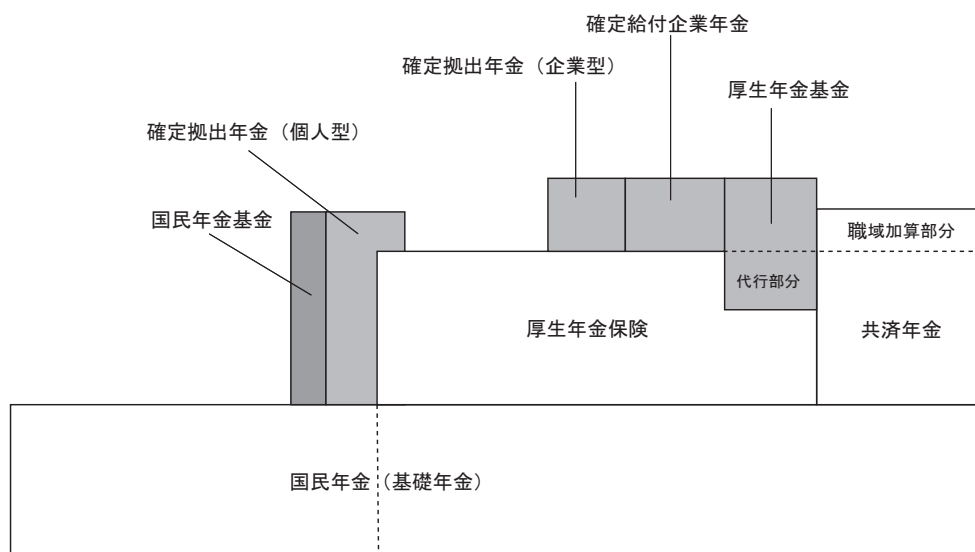 確定給付企業年金
確定拠出年金（企業型）
厚生年金基金
確定拠出年金（個人型）
国民年金基金
職域加算部分
代行部分
厚生年金保険
共済年金
国民年金（基礎年金）